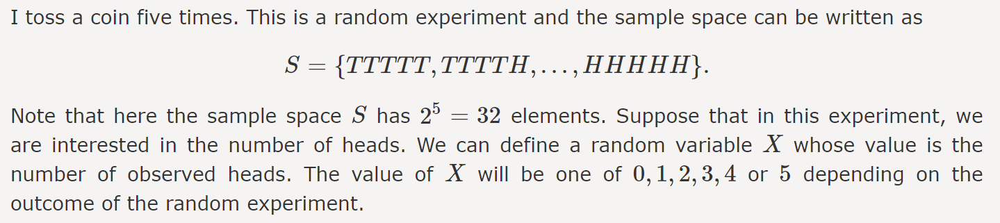 I toss a coin five times. This is a random experiment and the sample space can be written as
S = {TTTTT, TTTTH, . . . , HHHHH}.
Note that here the sample space S has 2⁵ = 32 elements. Suppose that in this experiment, we
are interested in the number of heads. We can define a random variable X whose value is the
number of observed heads. The value of X will be one of 0, 1, 2, 3, 4 or 5 depending on the
outcome of the random experiment.